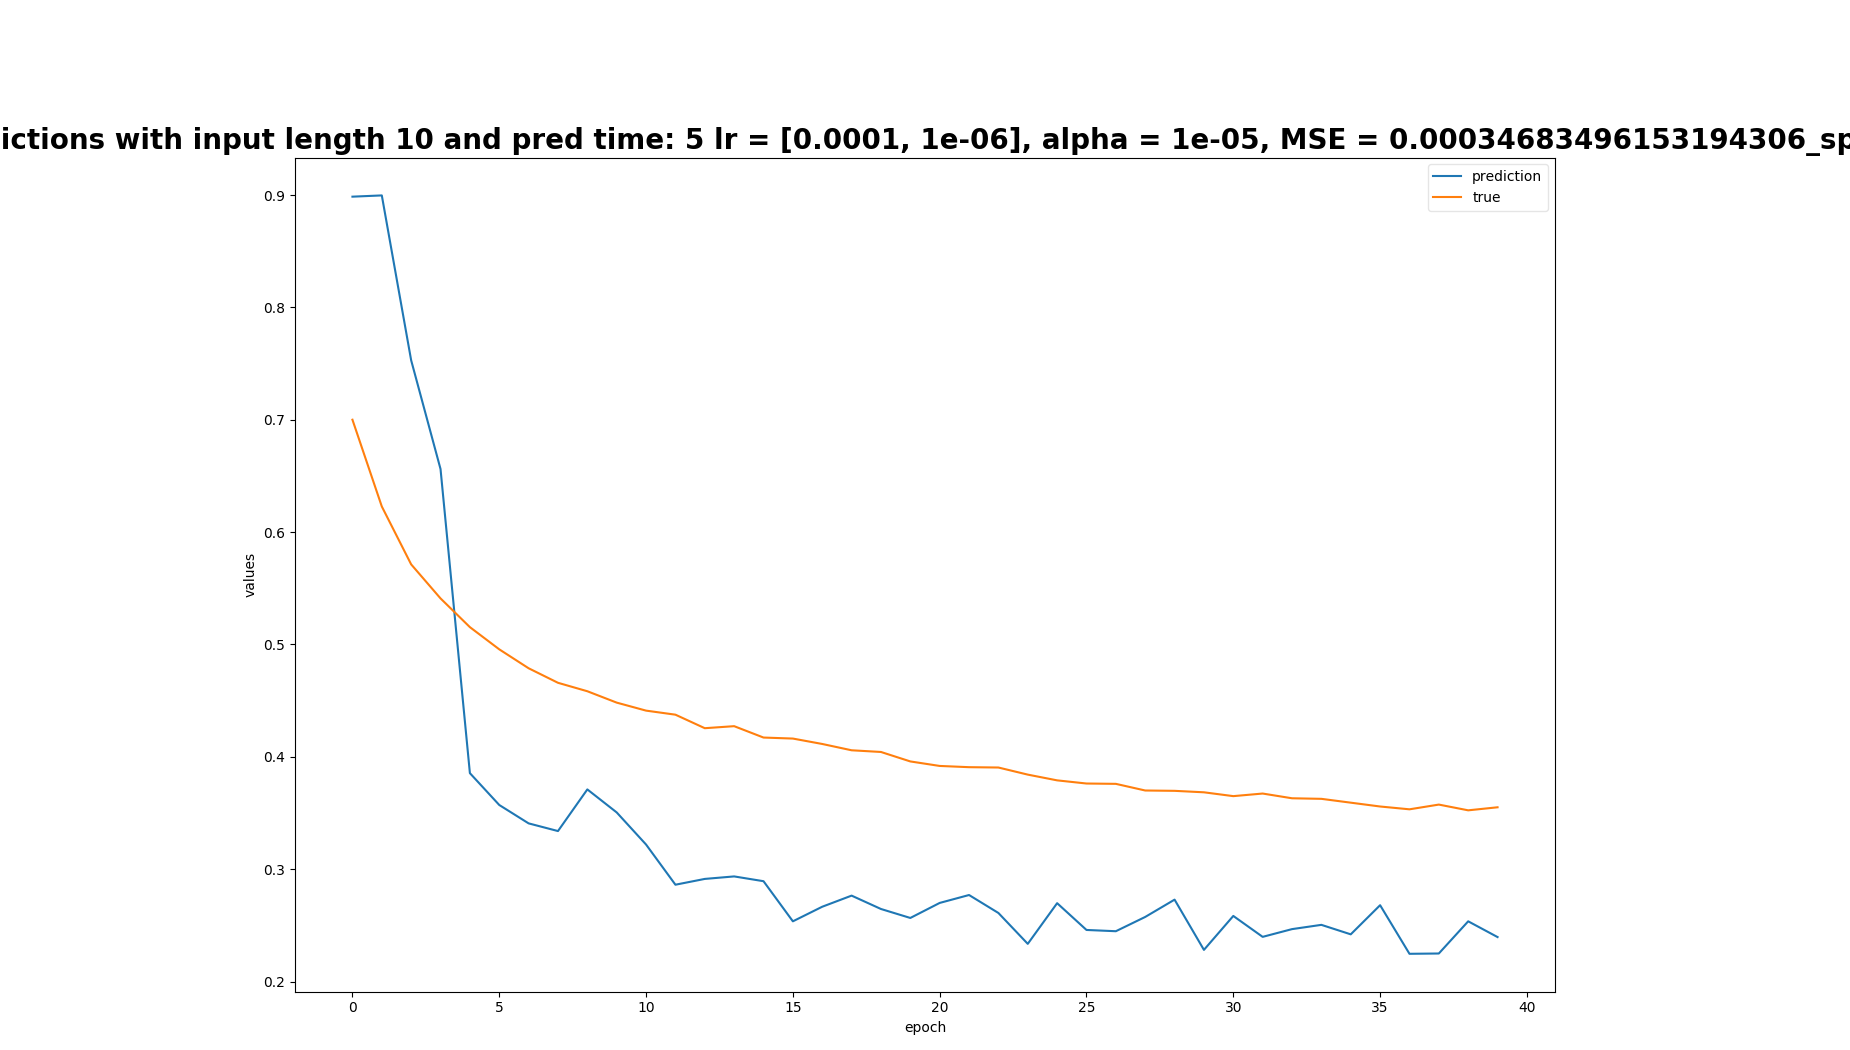 ictions with input length 10 and pred time: 5 lr = [0.0001, 1e-06], alpha = 1e-05, MSE = 0.00034683496153194306_sp
prediction
true
0.9
0.8
0.7
0.6
0.5
0.4
0.3
0.2
values
0 5 10 15 20 25 30 35 40
epoch